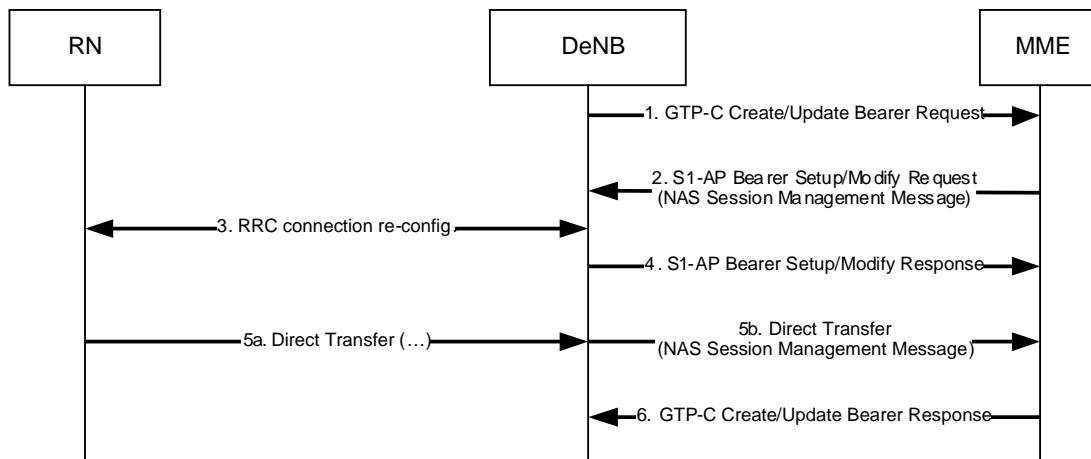 RN
DeNB
MME
1. GTP-C Create/Update Bearer Request
2. S1-AP Bearer Setup/Modify Request
(NAS Session Management Message)
3. RRC connection re-config.
4. S1-AP Bearer Setup/Modify Response
5a. Direct Transfer (…)
5b. Direct Transfer
(NAS Session Management Message)
6. GTP-C Create/Update Bearer Response